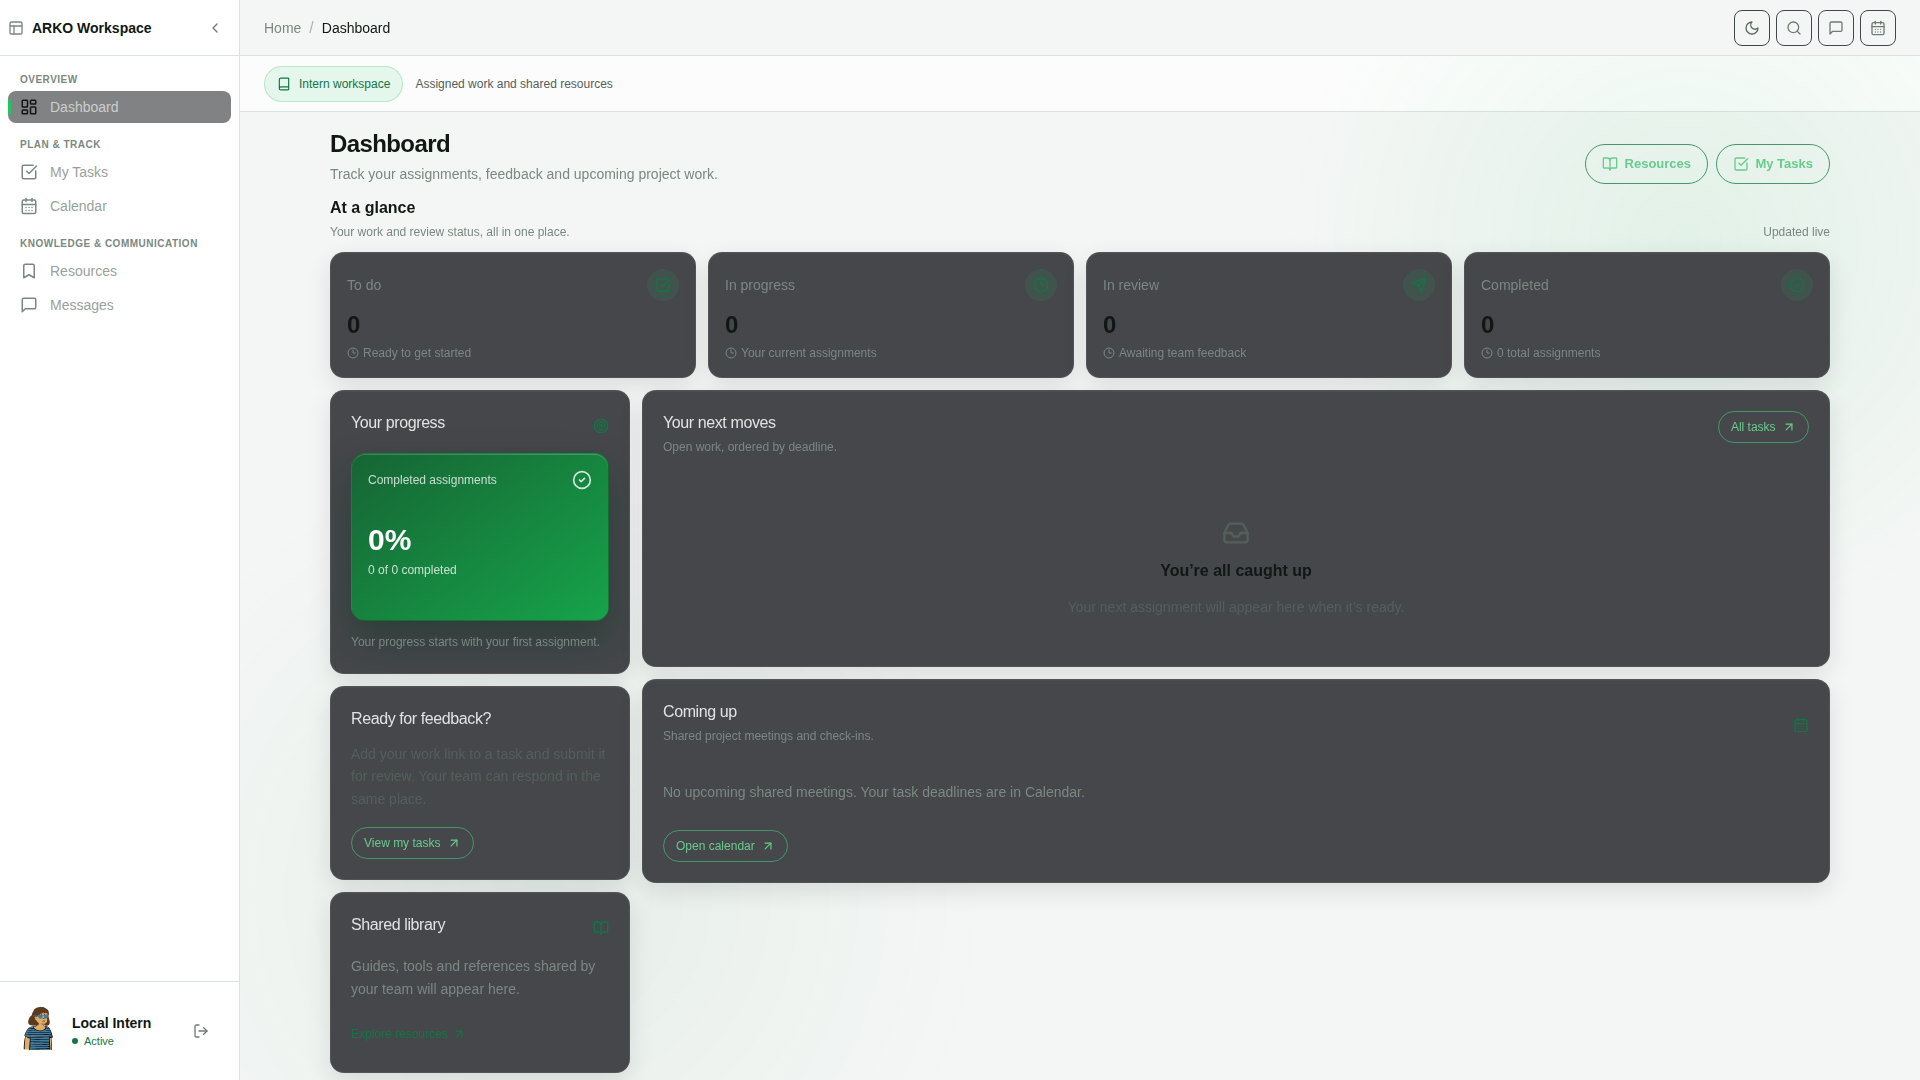 ARKO Workspace
Home / Dashboard
OVERVIEW
Dashboard
PLAN & TRACK
My Tasks
Calendar
KNOWLEDGE & COMMUNICATION
Resources
Messages
Local Intern
Active
Intern workspace
Assigned work and shared resources
Dashboard
Track your assignments, feedback and upcoming project work.
Resources
My Tasks
At a glance
Your work and review status, all in one place.
Updated live
To do
0
Ready to get started
In progress
0
Your current assignments
In review
0
Awaiting team feedback
Completed
0
0 total assignments
Your progress
Completed assignments
0%
0 of 0 completed
Your progress starts with your first assignment.
Your next moves
Open work, ordered by deadline.
All tasks
You’re all caught up
Your next assignment will appear here when it’s ready.
Ready for feedback?
Add your work link to a task and submit it
for review. Your team can respond in the
same place.
View my tasks
Coming up
Shared project meetings and check-ins.
No upcoming shared meetings. Your task deadlines are in Calendar.
Open calendar
Shared library
Guides, tools and references shared by
your team will appear here.
Explore resources